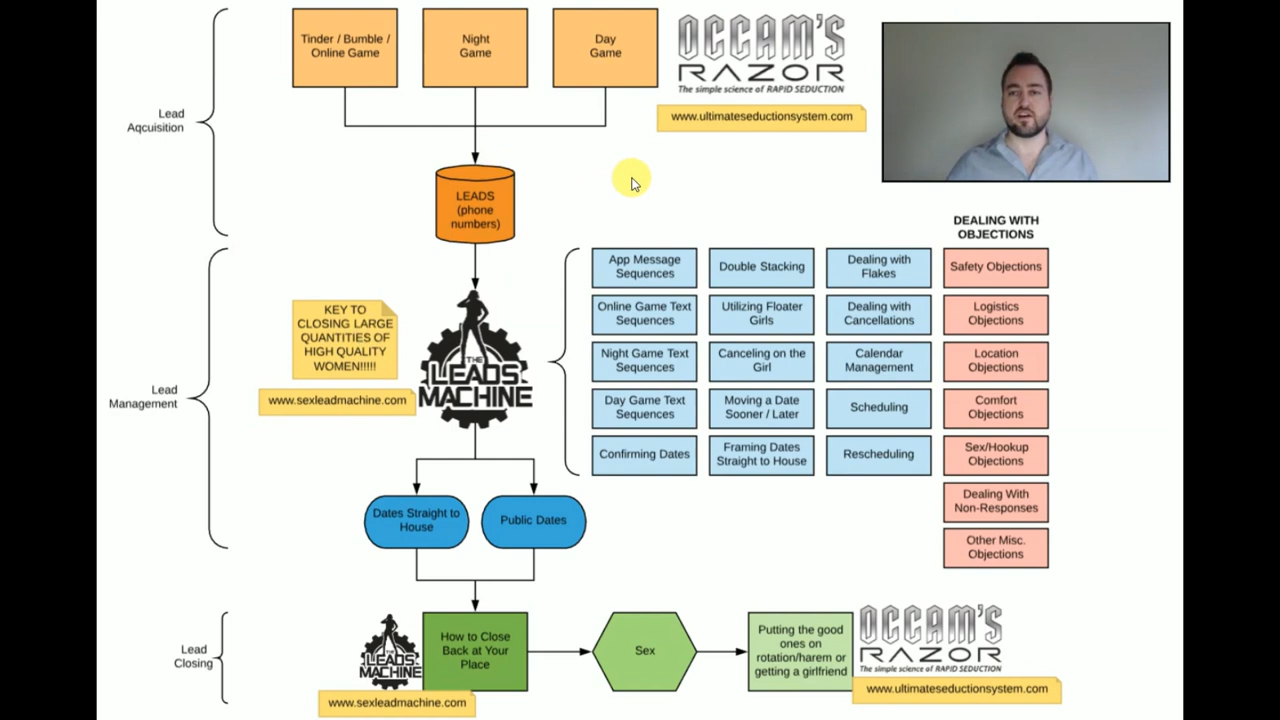 Tinder / Bumble /
Online Game
Night
Game
Day
Game
OCCAM'S
RAZOR
The simple science of RAPID SEDUCTION
www.ultimateseductionsystem.com
Lead
Aqcuisition
LEADS
(phone
numbers)
DEALING WITH
OBJECTIONS
App Message
Sequences
Double Stacking
Dealing with
Flakes
Safety Objections
Online Game Text
Sequences
Utilizing Floater
Girls
Dealing with
Cancellations
Logistics
Objections
Night Game Text
Sequences
Canceling on the
Girl
Calendar
Management
Location
Objections
Day Game Text
Sequences
Moving a Date
Sooner / Later
Scheduling
Comfort
Objections
Confirming Dates
Framing Dates
Straight to House
Rescheduling
Sex/Hookup
Objections
Dealing With
Non-Responses
Other Misc.
Objections
KEY TO
CLOSING LARGE
QUANTITIES OF
HIGH QUALITY
WOMEN!!!!!
www.sexleadmachine.com
THE
LEADS
MACHINE
Lead
Management
Dates Straight to
House
Public Dates
Lead
Closing
THE
LEADS
MACHINE
www.sexleadmachine.com
How to Close
Back at Your
Place
Sex
Putting the good
ones on
rotation/harem or
getting a girlfriend
OCCAM'S
RAZOR
The simple science of RAPID SEDUCTION
www.ultimateseductionsystem.com